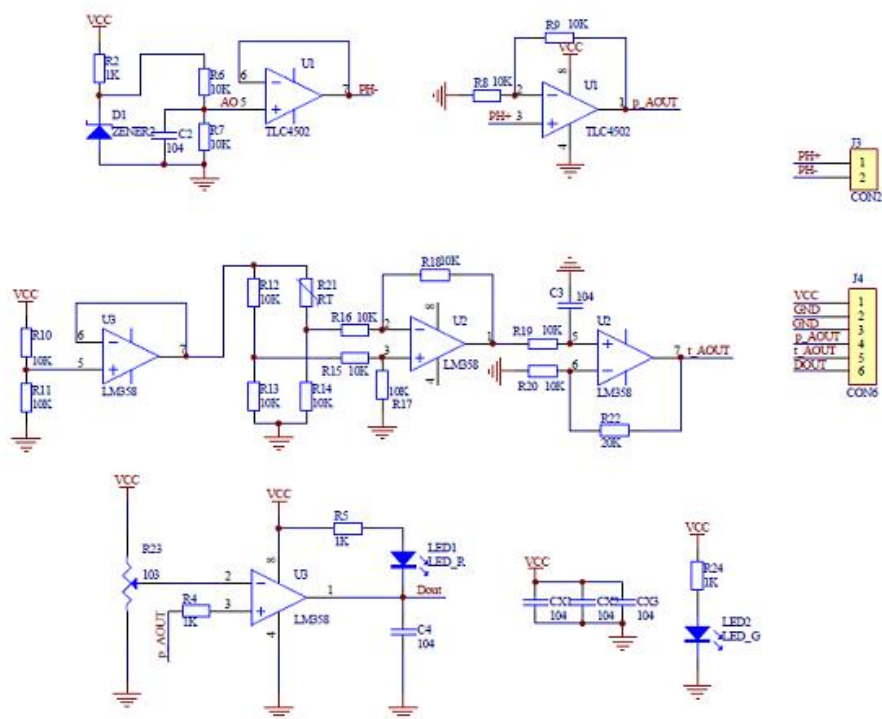 VCC
R2
1K
D1
ZENER2
R6
10K
AO
C2
104
R7
10K
6
5
7
U1
TLC4502
PH-
R9 10K
VCC
R8 10K
2
8
U1
PH+ 3
1
p_AOUT
4
TLC4502
J3
PH+ 1
PH- 2
CON2
VCC
R10
10K
R11
10K
6
5
7
U3
LM358
R12
10K
R21
RT
R13
10K
R14
10K
R16 10K
R15 10K
10K
R17
R18
2
3
8
4
1
U2
LM358
R19
10K
C3
104
R20 10K
5
6
7
U2
LM358
t_AOUT
R22
20K
J4
VCC 1
GND 2
GND 3
p_AOUT 4
t_AOUT 5
DOUT 6
CON6
VCC
R23
103
R4
1K
p_AOUT
VCC
2
3
8
4
1
U3
LM358
R5
1K
LED1
LED_R
Dout
C4
104
VCC
CX1
104
104
CX3
104
VCC
R24
1K
LED2
LED_G